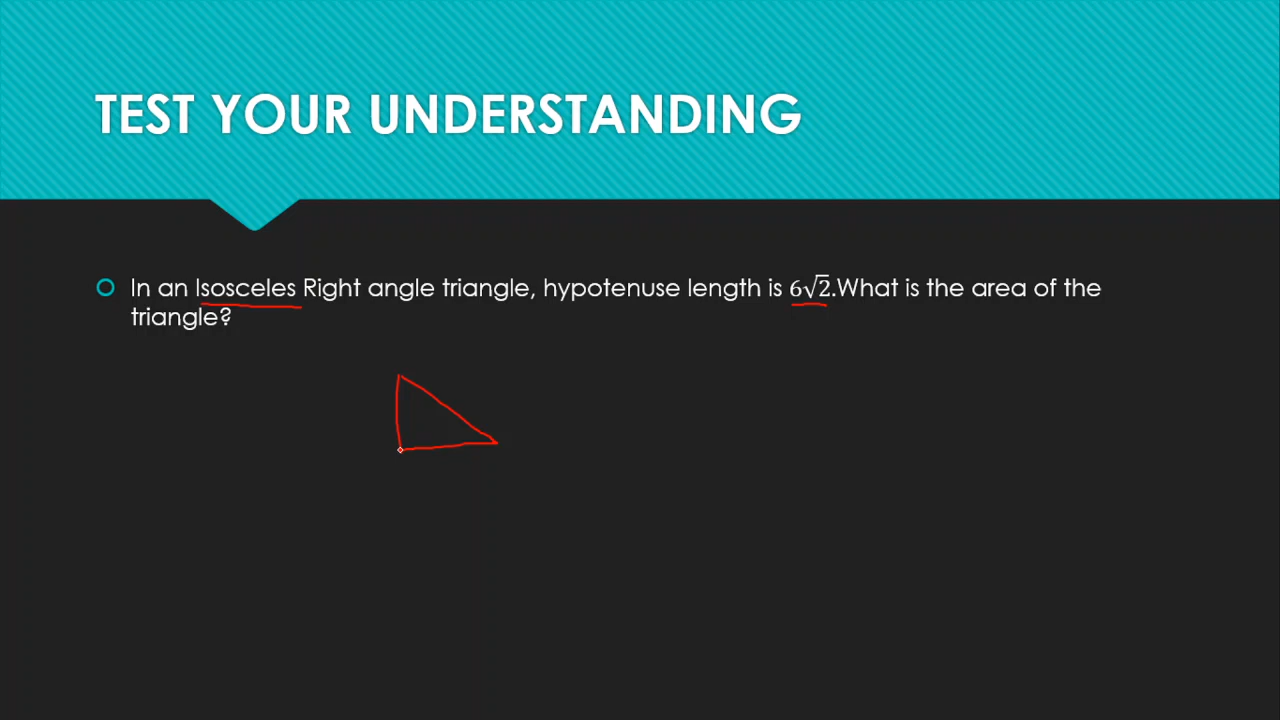 TEST YOUR UNDERSTANDING
In an Isosceles Right angle triangle, hypotenuse length is 6√2.What is the area of the
triangle?